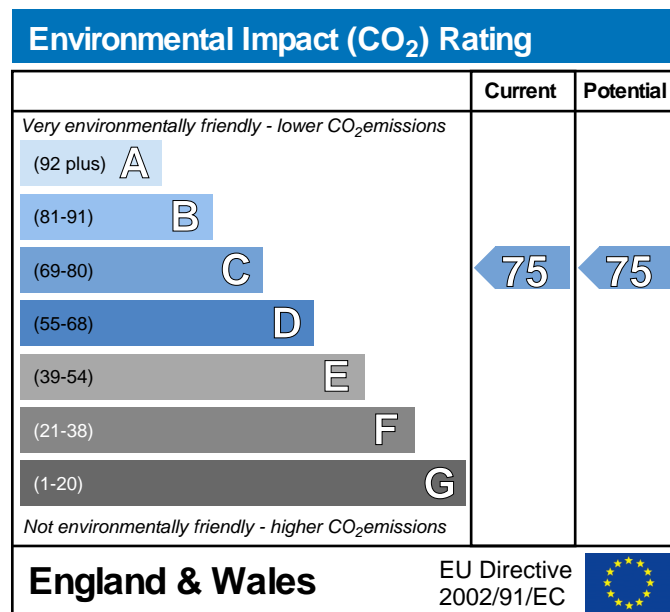 Environmental Impact (CO₂) Rating
Current Potential
Very environmentally friendly - lower CO₂emissions
(92 plus) A
(81-91) B
(69-80) C 75 75
(55-68) D
(39-54) E
(21-38) F
(1-20) G
Not environmentally friendly - higher CO₂emissions
England & Wales
EU Directive
2002/91/EC